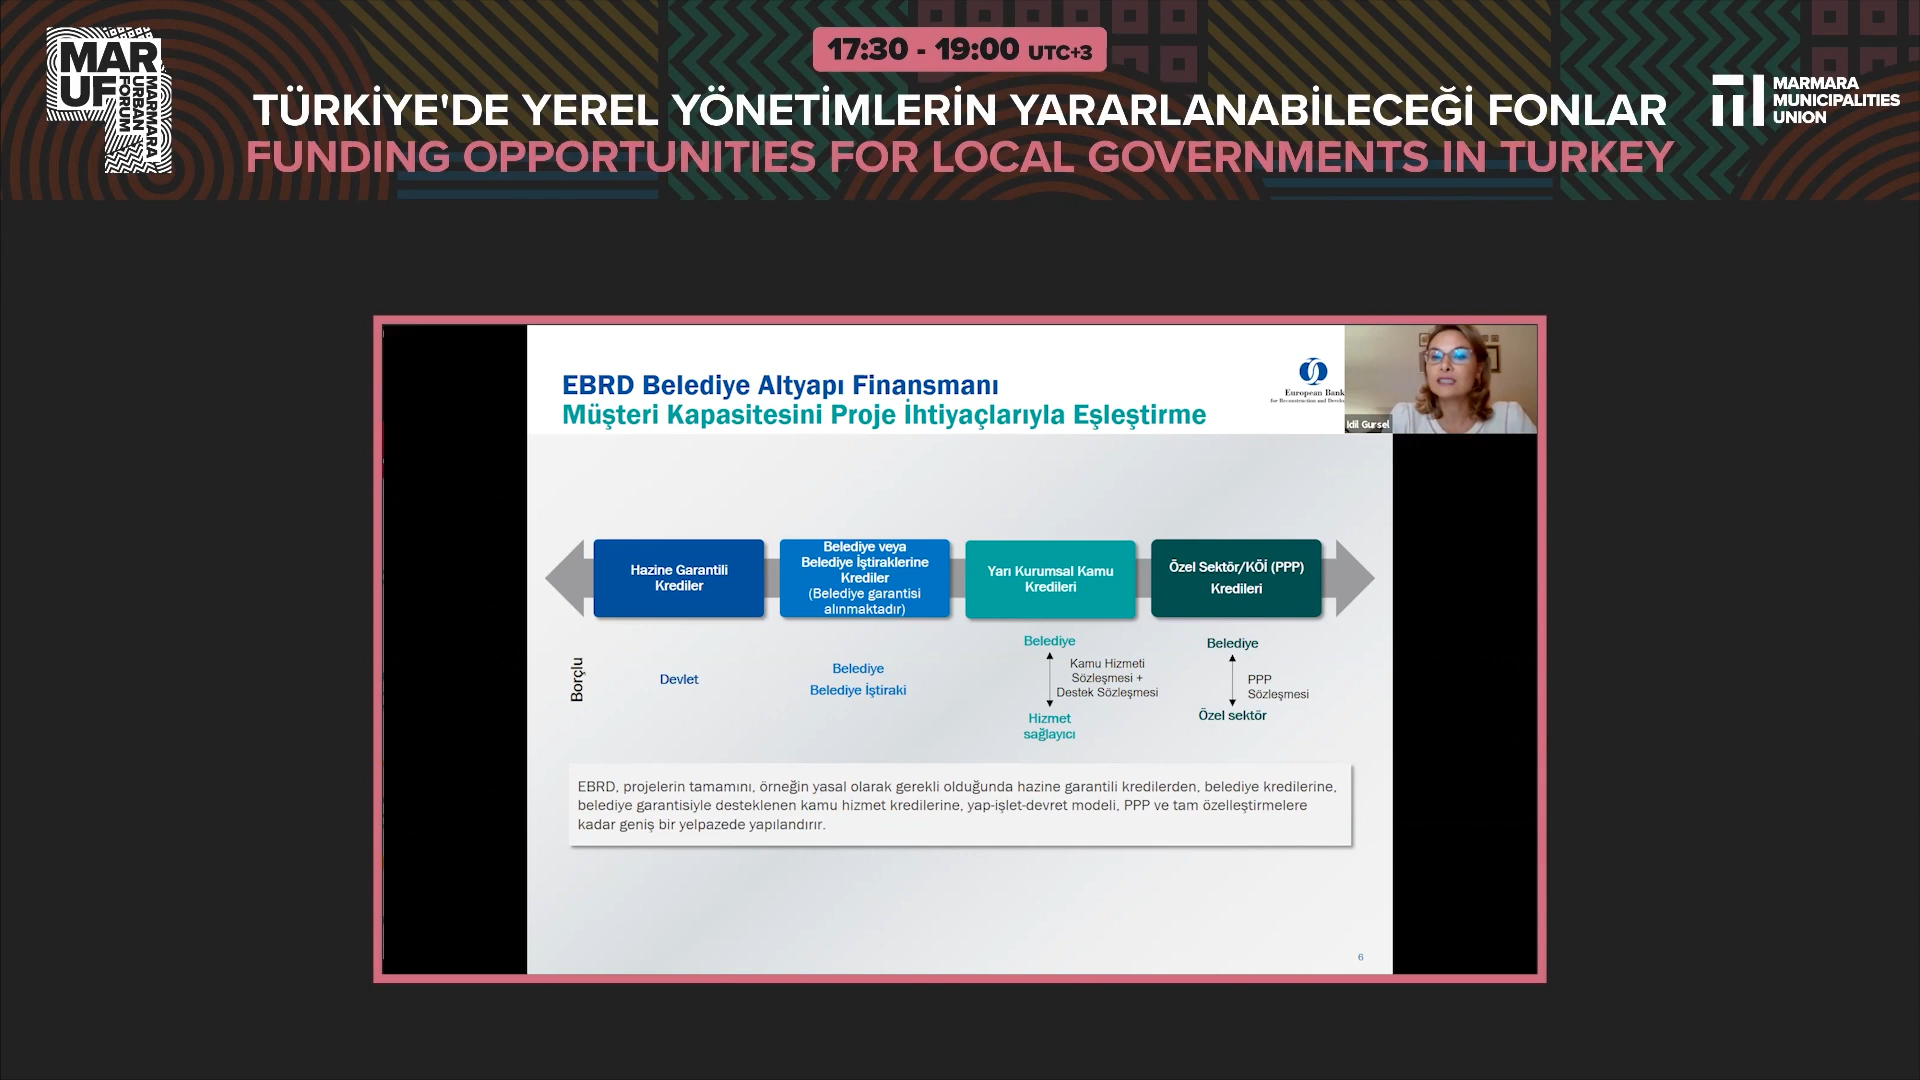 MAR
UF
MARMARA
URBAN
FORUM
17:30 - 19:00 UTC+3
TÜRKİYE'DE YEREL YÖNETİMLERİN YARARLANABİLECEĞİ FONLAR
FUNDING OPPORTUNITIES FOR LOCAL GOVERNMENTS IN TURKEY
MARMARA
MUNICIPALITIES
UNION
EBRD Belediye Altyapı Finansmanı
Müşteri Kapasitesini Proje İhtiyaçlarıyla Eşleştirme
European Bank
for Reconstruction and
Idil Gursel
Hazine Garantili
Krediler
Belediye veya
Belediye İştiraklerine
Krediler
(Belediye garantisi
alınmaktadır)
Yarı Kurumsal Kamu
Kredileri
Özel Sektör/KÖİ (PPP)
Kredileri
Borçlu
Devlet
Belediye
Belediye İştiraki
Belediye
Kamu Hizmeti
Sözleşmesi +
Destek Sözleşmesi
Hizmet
sağlayıcı
Belediye
PPP
Sözleşmesi
Özel sektör
EBRD, projelerin tamamını, örneğin yasal olarak gerekli olduğunda hazine garantili kredilerden, belediye kredilerine,
belediye garantisiyle desteklenen kamu hizmet kredilerine, yap-işlet-devret modeli, PPP ve tam özelleştirmelere
kadar geniş bir yelpazede yapılandırır.
6